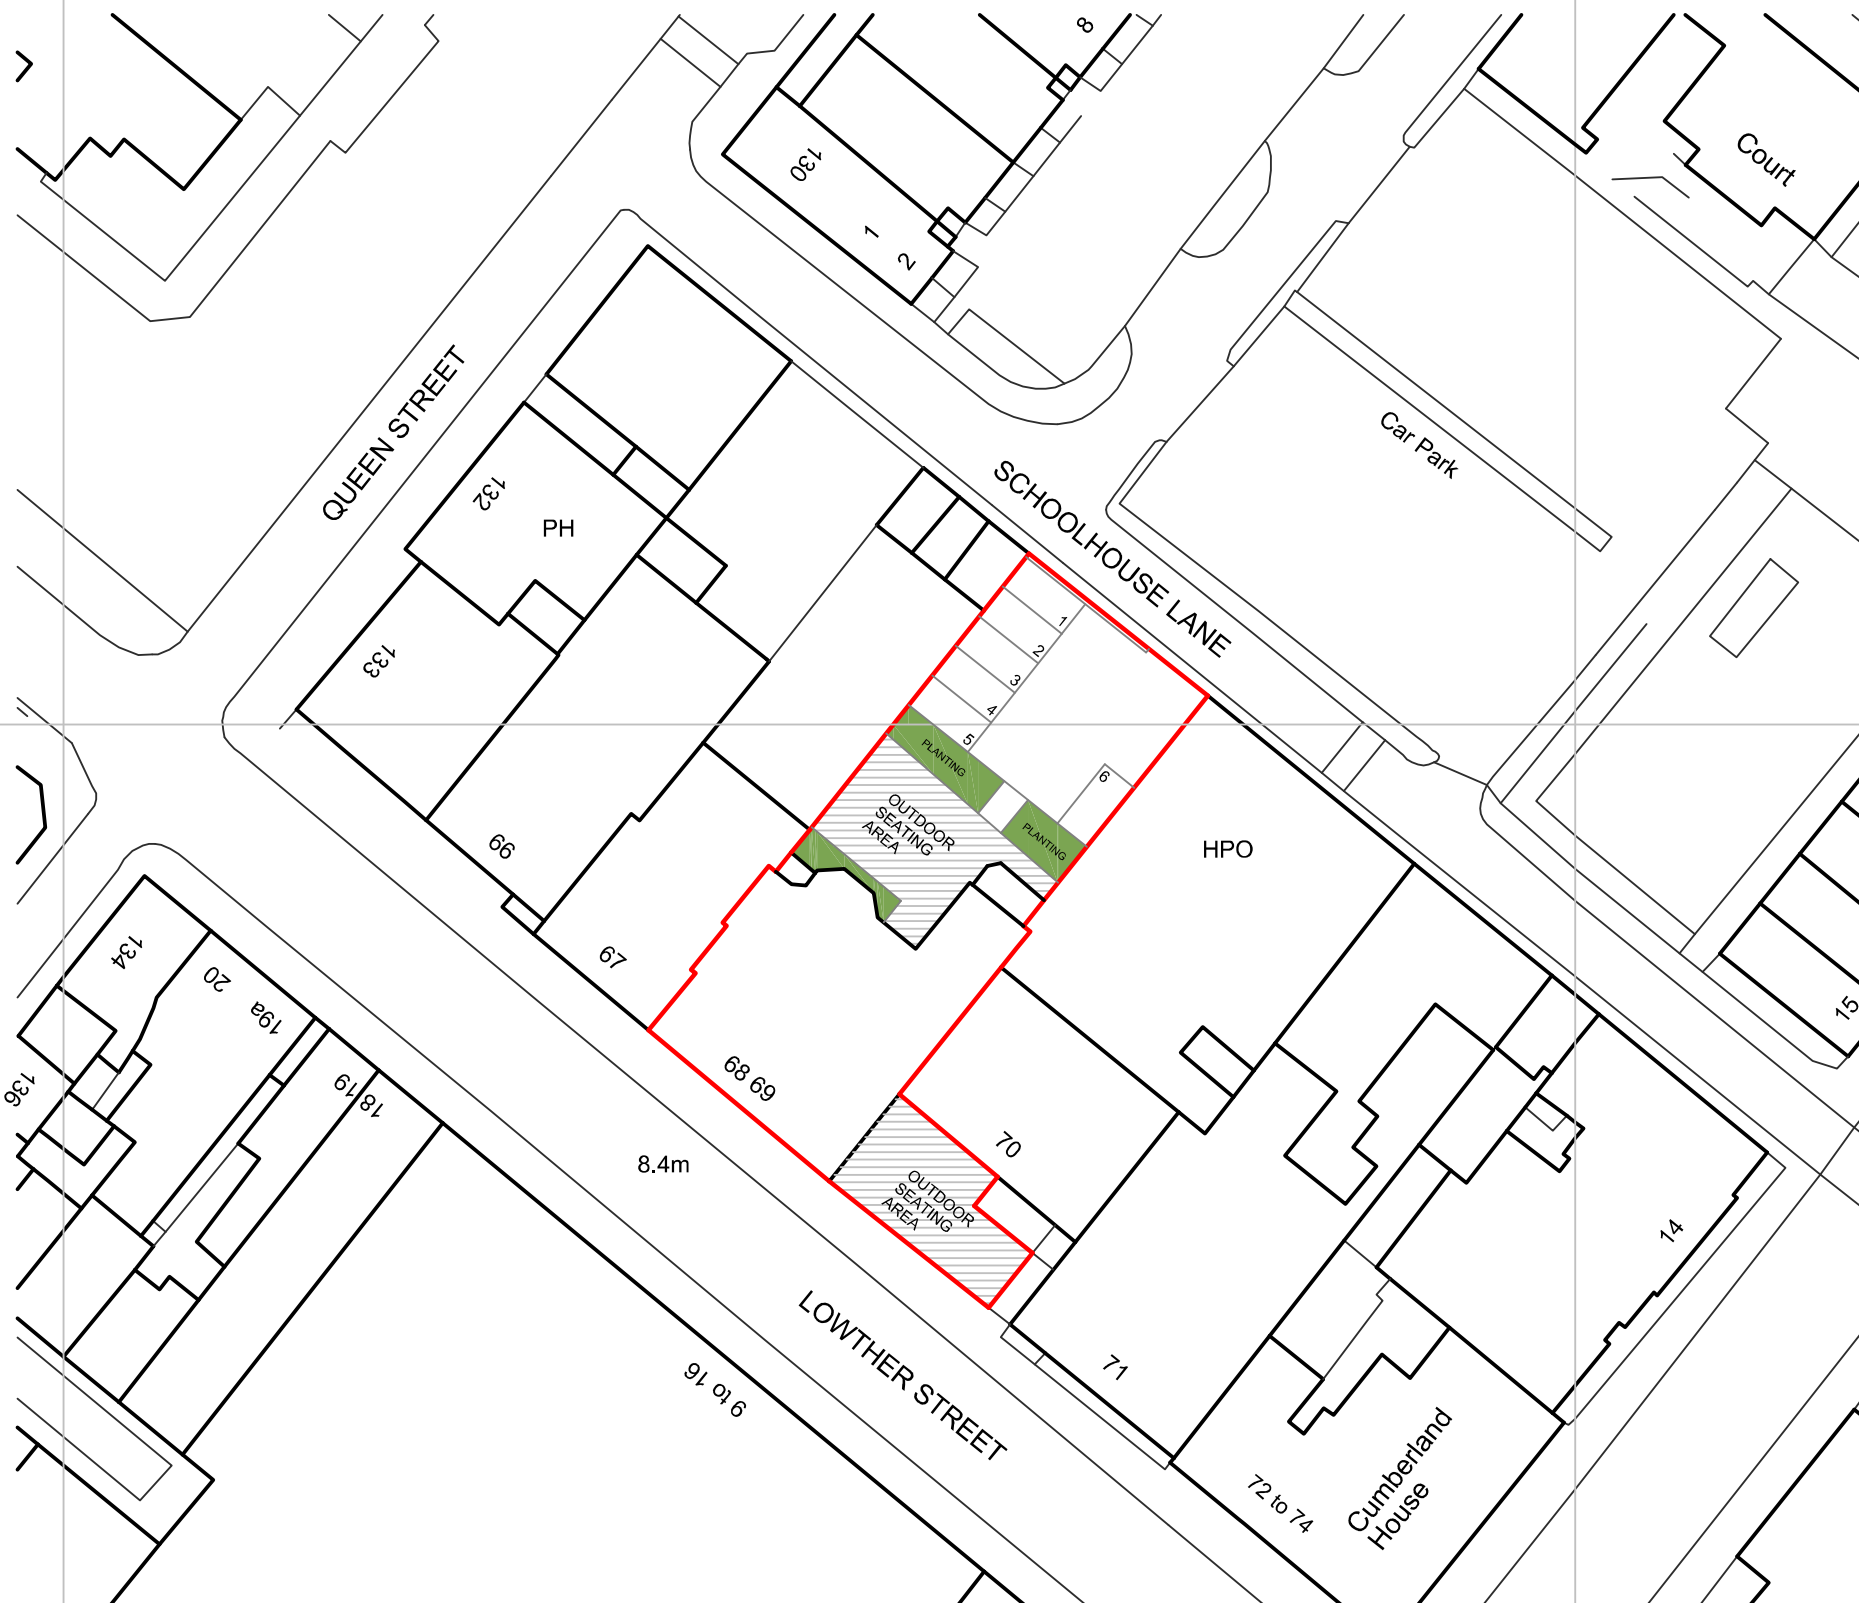 8
Court
130
1
2
QUEEN STREET
Car Park
SCHOOLHOUSE LANE
132
PH
133
1
2
3
4
5
6
PLANTING
PLANTING
OUTDOOR
SEATING
AREA
HPO
66
67
134
20
19a
15
136
19
18
68 69
70
8.4m
OUTDOOR
SEATING
AREA
14
LOWTHER STREET
71
9 to 16
72 to 74
Cumberland
House